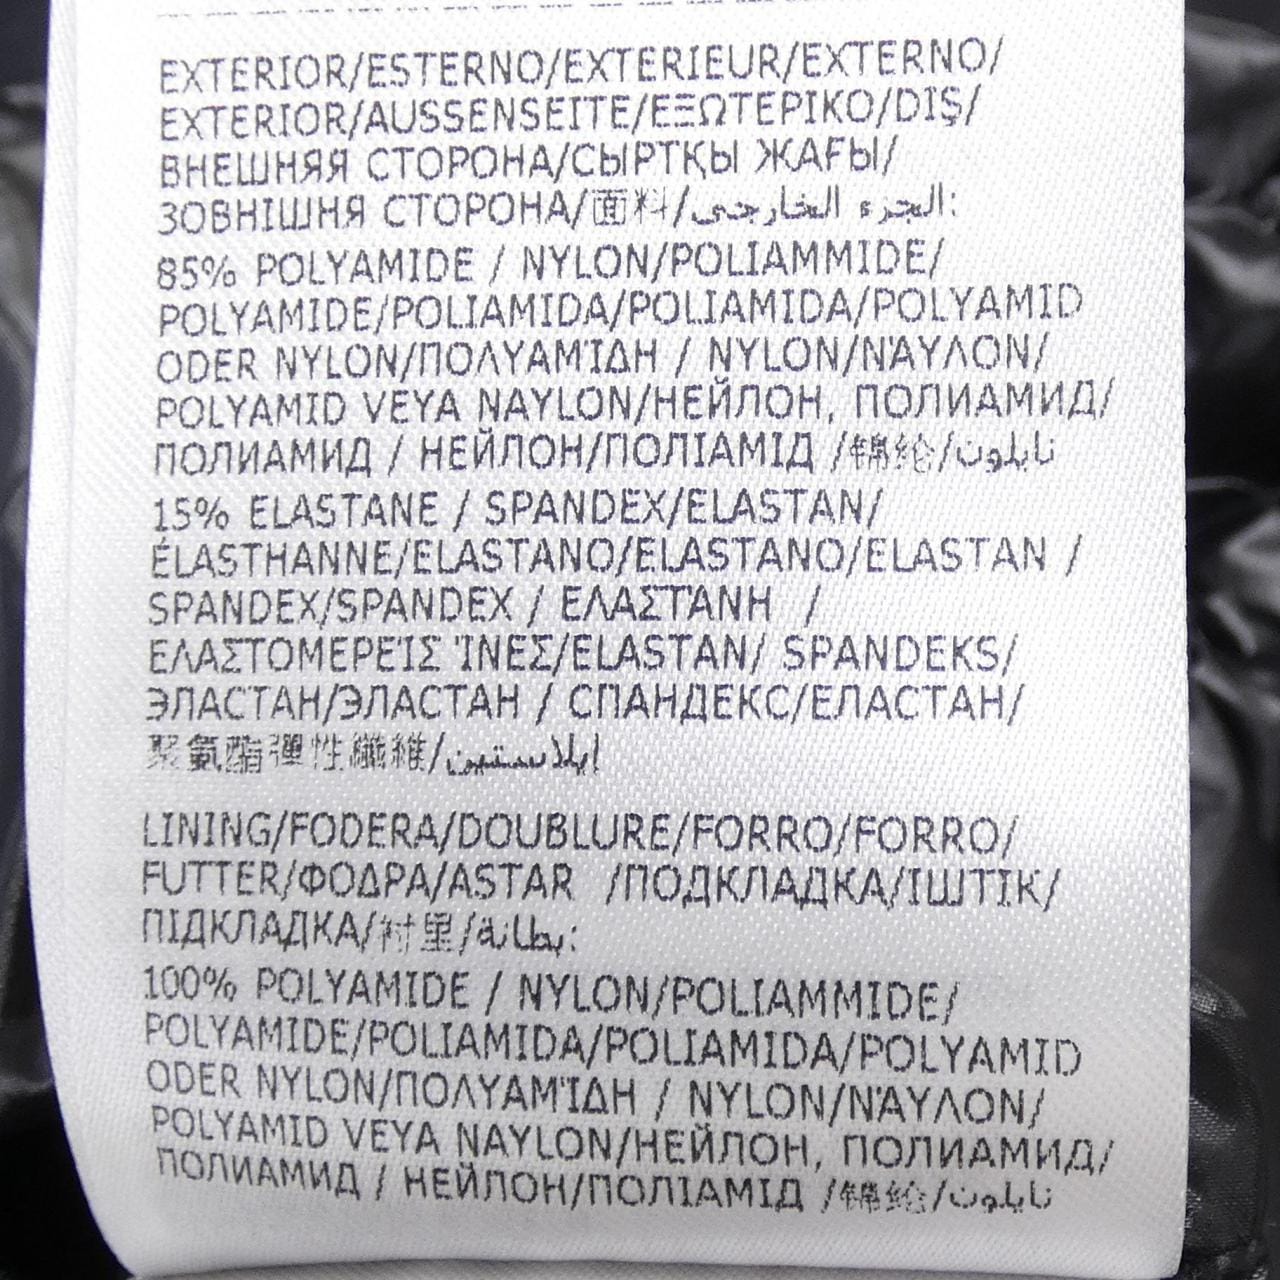 EXTERIOR/ESTERNO/EXTERIEUR/EXTERNO/
EXTERIOR/AUSSENSEITE/ΕΞΩΤΕΡΙΚΟ/DIŞ/
ВНЕШНЯЯ СТОРОНА/СЫРТҚЫ ЖАҒЫ/
ЗОВНІШНЯ СТОРОНА/面料/الجزء الخارجي:
85% POLYAMIDE / NYLON/POLIAMMIDE/
POLYAMIDE/POLIAMIDA/POLIAMIDA/POLYAMID
ODER NYLON/ΠΟΛΥΑΜΊΔΗ / NYLON/ΝΆΥΛΟΝ/
POLYAMID VEYA NAYLON/НЕЙЛОН, ПОЛИАМИД/
ПОЛИАМИД / НЕЙЛОН/ПОЛІАМІД /锦纶/نايلون
15% ELASTANE / SPANDEX/ELASTAN/
ÉLASTHANNE/ELASTANO/ELASTANO/ELASTAN /
SPANDEX/SPANDEX / ΕΛΑΣΤΆΝΗ /
ΕΛΑΣΤΟΜΕΡΕΊΣ ΊΝΕΣ/ELASTAN/ SPANDEKS/
ЭЛАСТАН/ЭЛАСТАН / СПАНДЕКС/ЕЛАСТАН/
聚氨酯彈性纖維/ايلاستين
LINING/FODERA/DOUBLURE/FORRO/FORRO/
FUTTER/ΦΟΔΡΑ/ASTAR /ПОДКЛАДКА/ІШТІК/
ПІДКЛАДКА/衬里/بطانة:
100% POLYAMIDE / NYLON/POLIAMMIDE/
POLYAMIDE/POLIAMIDA/POLIAMIDA/POLYAMID
ODER NYLON/ΠΟΛΥΑΜΊΔΗ / NYLON/ΝΆΥΛΟΝ/
POLYAMID VEYA NAYLON/НЕЙЛОН, ПОЛИАМИД/
ПОЛИАМИД / НЕЙЛОН/ПОЛІАМІД /锦纶/نايلون